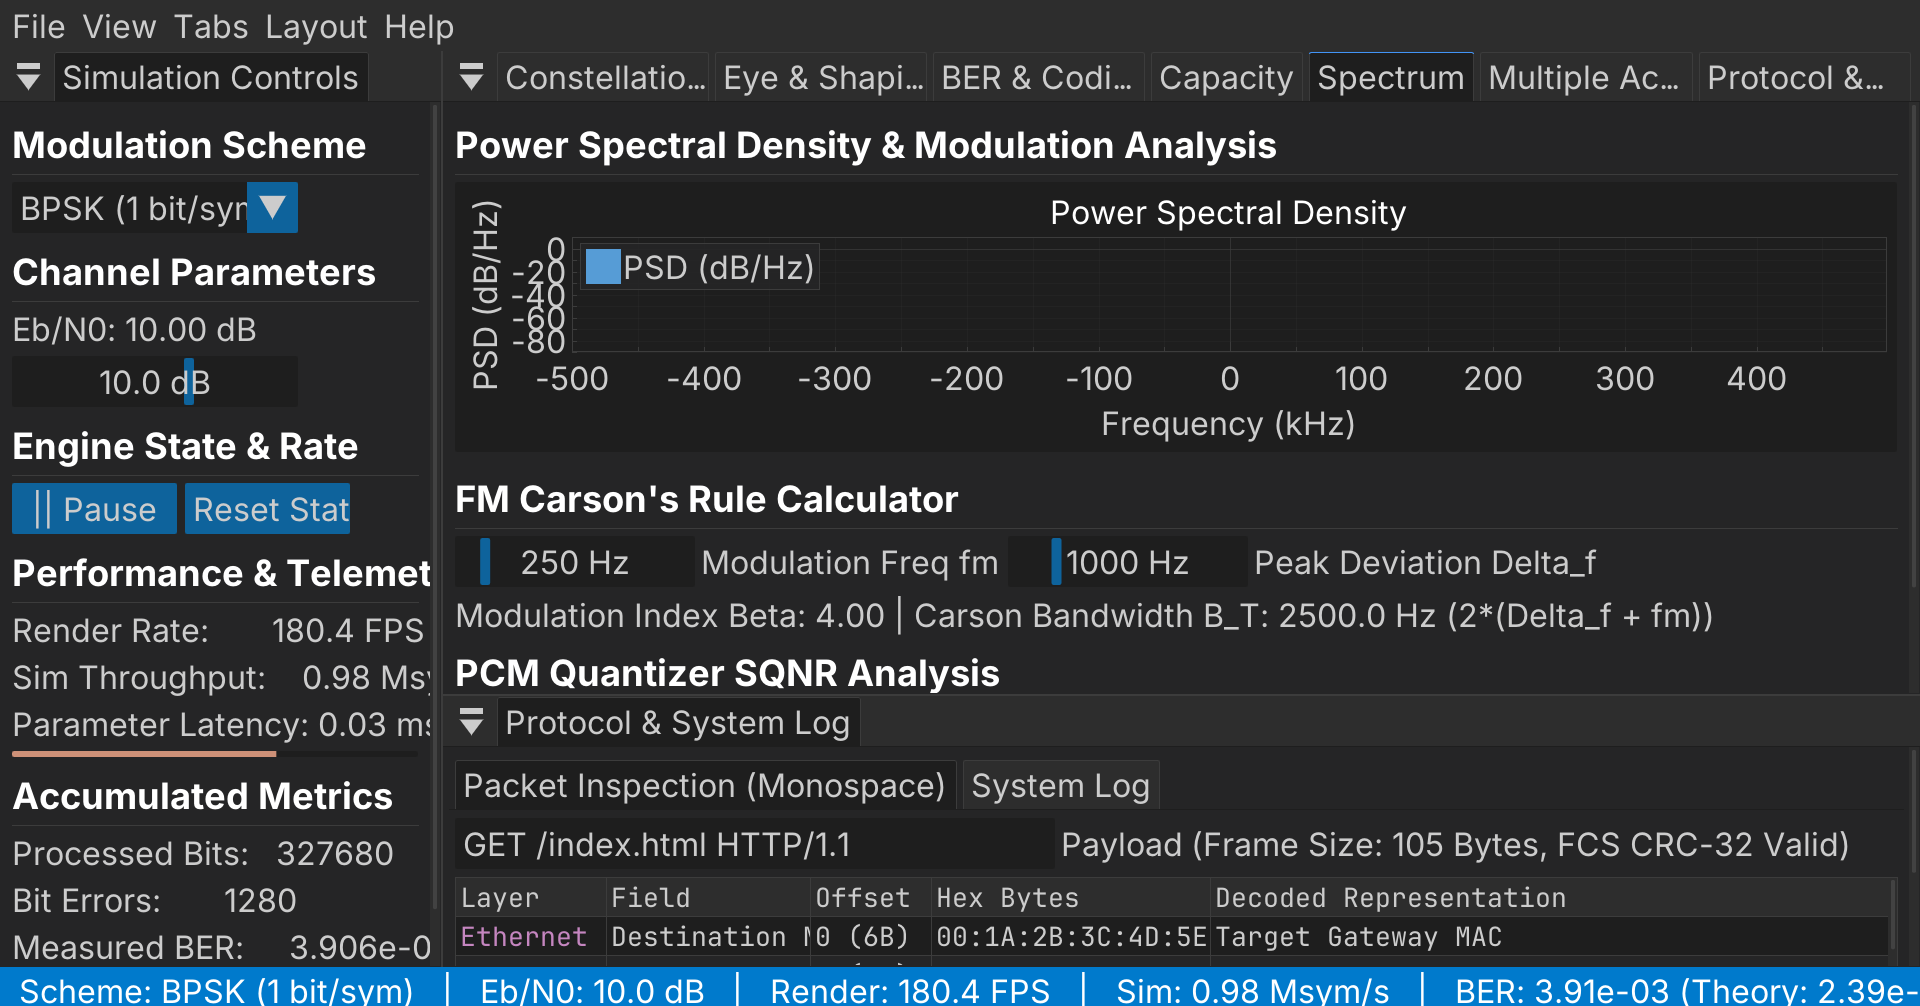 File View Tabs Layout Help
Simulation Controls
Constellatio... Eye & Shapi... BER & Codi... Capacity Spectrum Multiple Ac... Protocol &...
Modulation Scheme
BPSK (1 bit/sym
Channel Parameters
Eb/N0: 10.00 dB
10.0 dB
Engine State & Rate
|| Pause Reset Stat
Performance & Telemet
Render Rate: 180.4 FPS
Sim Throughput: 0.98 Msy
Parameter Latency: 0.03 ms
Accumulated Metrics
Processed Bits: 327680
Bit Errors: 1280
Measured BER: 3.906e-0
Power Spectral Density & Modulation Analysis
Power Spectral Density
PSD (dB/Hz)
0
-20
-40
-60
-80
PSD (dB/Hz)
-500 -400 -300 -200 -100 0 100 200 300 400
Frequency (kHz)
FM Carson's Rule Calculator
250 Hz Modulation Freq fm 1000 Hz Peak Deviation Delta_f
Modulation Index Beta: 4.00 | Carson Bandwidth B_T: 2500.0 Hz (2*(Delta_f + fm))
PCM Quantizer SQNR Analysis
Protocol & System Log
Packet Inspection (Monospace) System Log
GET /index.html HTTP/1.1 Payload (Frame Size: 105 Bytes, FCS CRC-32 Valid)
Layer Field Offset Hex Bytes Decoded Representation
Ethernet Destination 0 (6B) 00:1A:2B:3C:4D:5E Target Gateway MAC
Scheme: BPSK (1 bit/sym) | Eb/N0: 10.0 dB | Render: 180.4 FPS | Sim: 0.98 Msym/s | BER: 3.91e-03 (Theory: 2.39e-